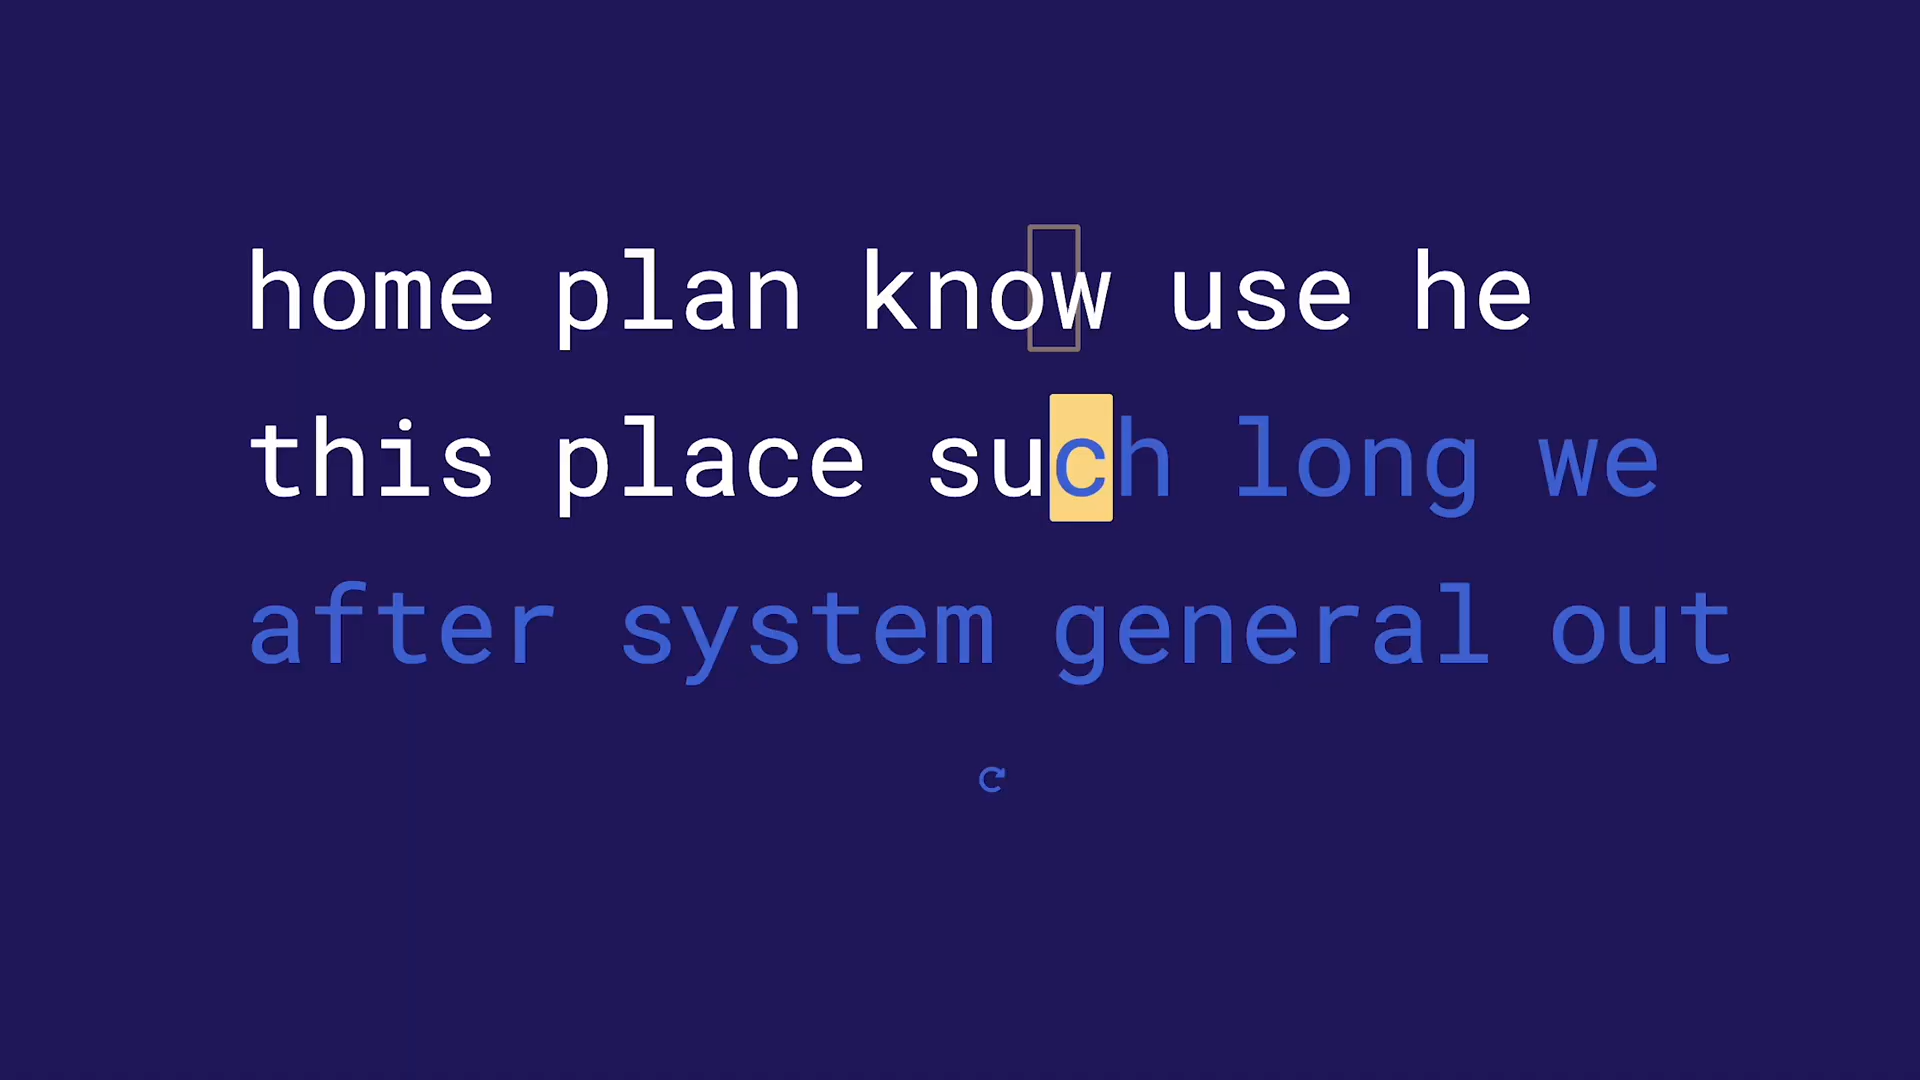 home plan know use he
this place such long we
after system general out